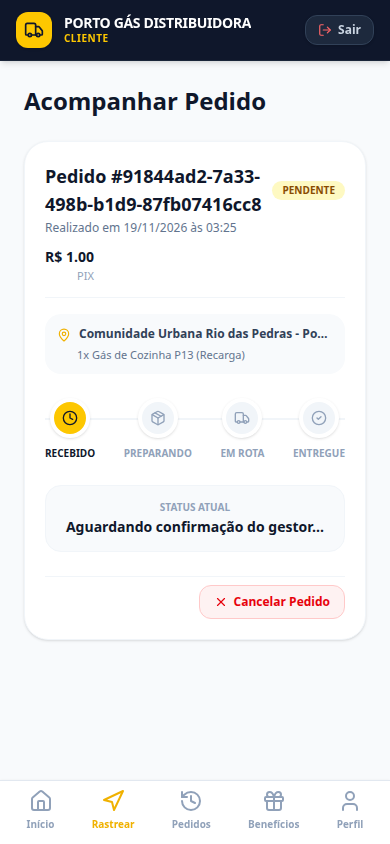 PORTO GÁS DISTRIBUIDORA
CLIENTE
Sair
Acompanhar Pedido
Pedido #91844ad2-7a33-
498b-b1d9-87fb07416cc8
PENDENTE
Realizado em 19/11/2026 às 03:25
R$ 1.00
PIX
Comunidade Urbana Rio das Pedras - Po...
1x Gás de Cozinha P13 (Recarga)
RECEBIDO
PREPARANDO
EM ROTA
ENTREGUE
STATUS ATUAL
Aguardando confirmação do gestor...
Cancelar Pedido
Início
Rastrear
Pedidos
Benefícios
Perfil